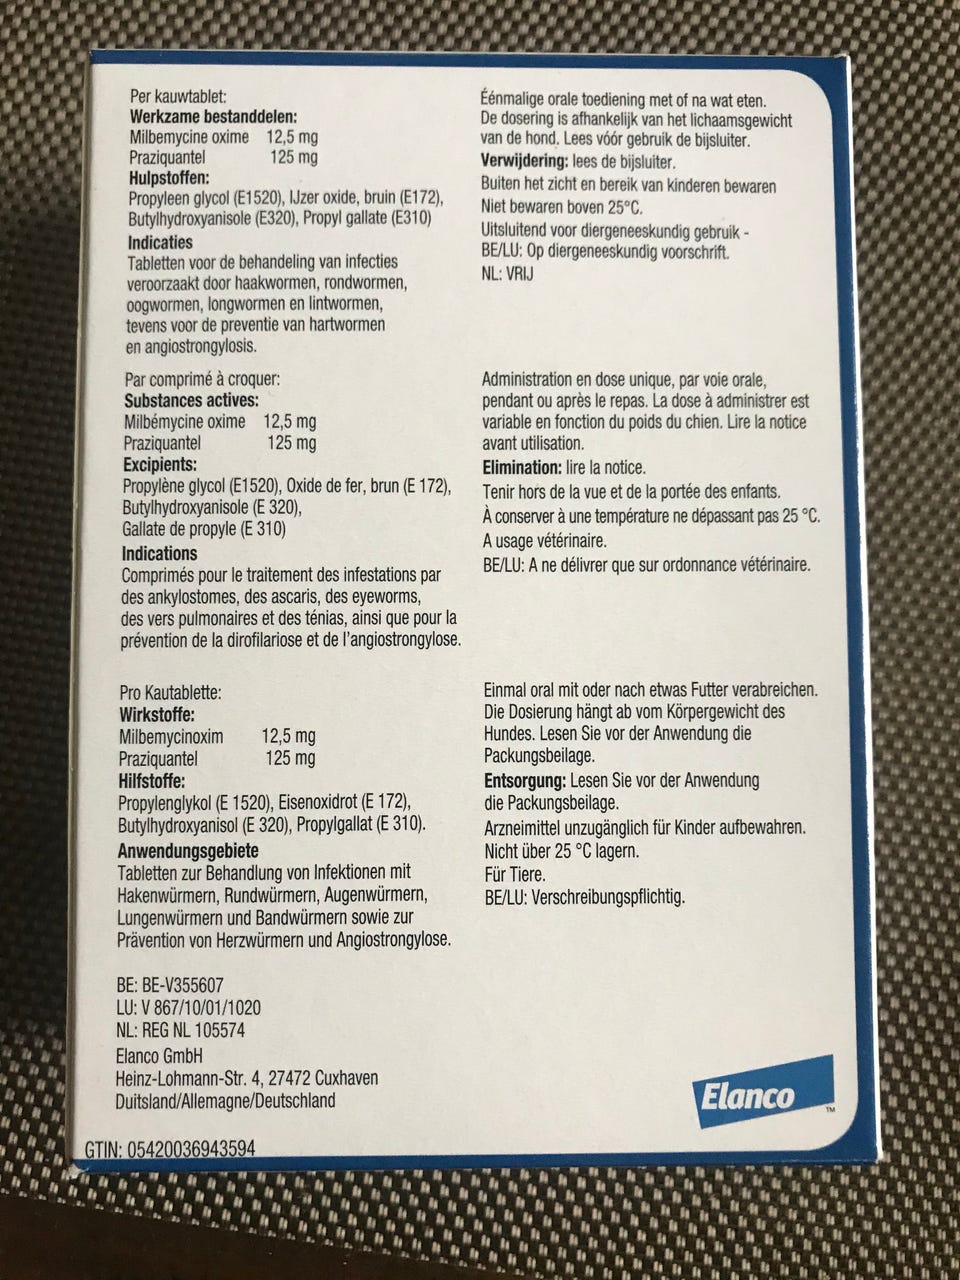 Per kauwtablet:
Werkzame bestanddelen:
Milbemycine oxime 12,5 mg
Praziquantel 125 mg
Hulpstoffen:
Propyleen glycol (E1520), IJzer oxide, bruin (E172),
Butylhydroxyanisole (E320), Propyl gallate (E310)
Indicaties
Tabletten voor de behandeling van infecties
veroorzaakt door haakwormen, rondwormen,
oogwormen, longwormen en lintwormen,
tevens voor de preventie van hartwormen
en angiostrongylosis.
Éénmalige orale toediening met of na wat eten.
De dosering is afhankelijk van het lichaamsgewicht
van de hond. Lees vóór gebruik de bijsluiter.
Verwijdering: lees de bijsluiter.
Buiten het zicht en bereik van kinderen bewaren
Niet bewaren boven 25°C.
Uitsluitend voor diergeneeskundig gebruik -
BE/LU: Op diergeneeskundig voorschrift.
NL: VRIJ
Par comprimé à croquer:
Substances actives:
Milbémycine oxime 12,5 mg
Praziquantel 125 mg
Excipients:
Propylène glycol (E1520), Oxide de fer, brun (E 172),
Butylhydroxyanisole (E 320),
Gallate de propyle (E 310)
Indications
Comprimés pour le traitement des infestations par
des ankylostomes, des ascaris, des eyeworms,
des vers pulmonaires et des ténias, ainsi que pour la
prévention de la dirofilariose et de l'angiostrongylose.
Administration en dose unique, par voie orale,
pendant ou après le repas. La dose à administrer est
variable en fonction du poids du chien. Lire la notice
avant utilisation.
Elimination: lire la notice.
Tenir hors de la vue et de la portée des enfants.
À conserver à une température ne dépassant pas 25 °C.
A usage vétérinaire.
BE/LU: A ne délivrer que sur ordonnance vétérinaire.
Pro Kautablette:
Wirkstoffe:
Milbemycinoxim 12,5 mg
Praziquantel 125 mg
Hilfstoffe:
Propylenglykol (E 1520), Eisenoxidrot (E 172),
Butylhydroxyanisol (E 320), Propylgallat (E 310).
Anwendungsgebiete
Tabletten zur Behandlung von Infektionen mit
Hakenwürmern, Rundwürmern, Augenwürmern,
Lungenwürmern und Bandwürmern sowie zur
Prävention von Herzwürmern und Angiostrongylose.
Einmal oral mit oder nach etwas Futter verabreichen.
Die Dosierung hängt ab vom Körpergewicht des
Hundes. Lesen Sie vor der Anwendung die
Packungsbeilage.
Entsorgung: Lesen Sie vor der Anwendung
die Packungsbeilage.
Arzneimittel unzugänglich für Kinder aufbewahren.
Nicht über 25 °C lagern.
Für Tiere.
BE/LU: Verschreibungspflichtig.
BE: BE-V355607
LU: V 867/10/01/1020
NL: REG NL 105574
Elanco GmbH
Heinz-Lohmann-Str. 4, 27472 Cuxhaven
Duitsland/Allemagne/Deutschland
Elanco™
GTIN: 05420036943594